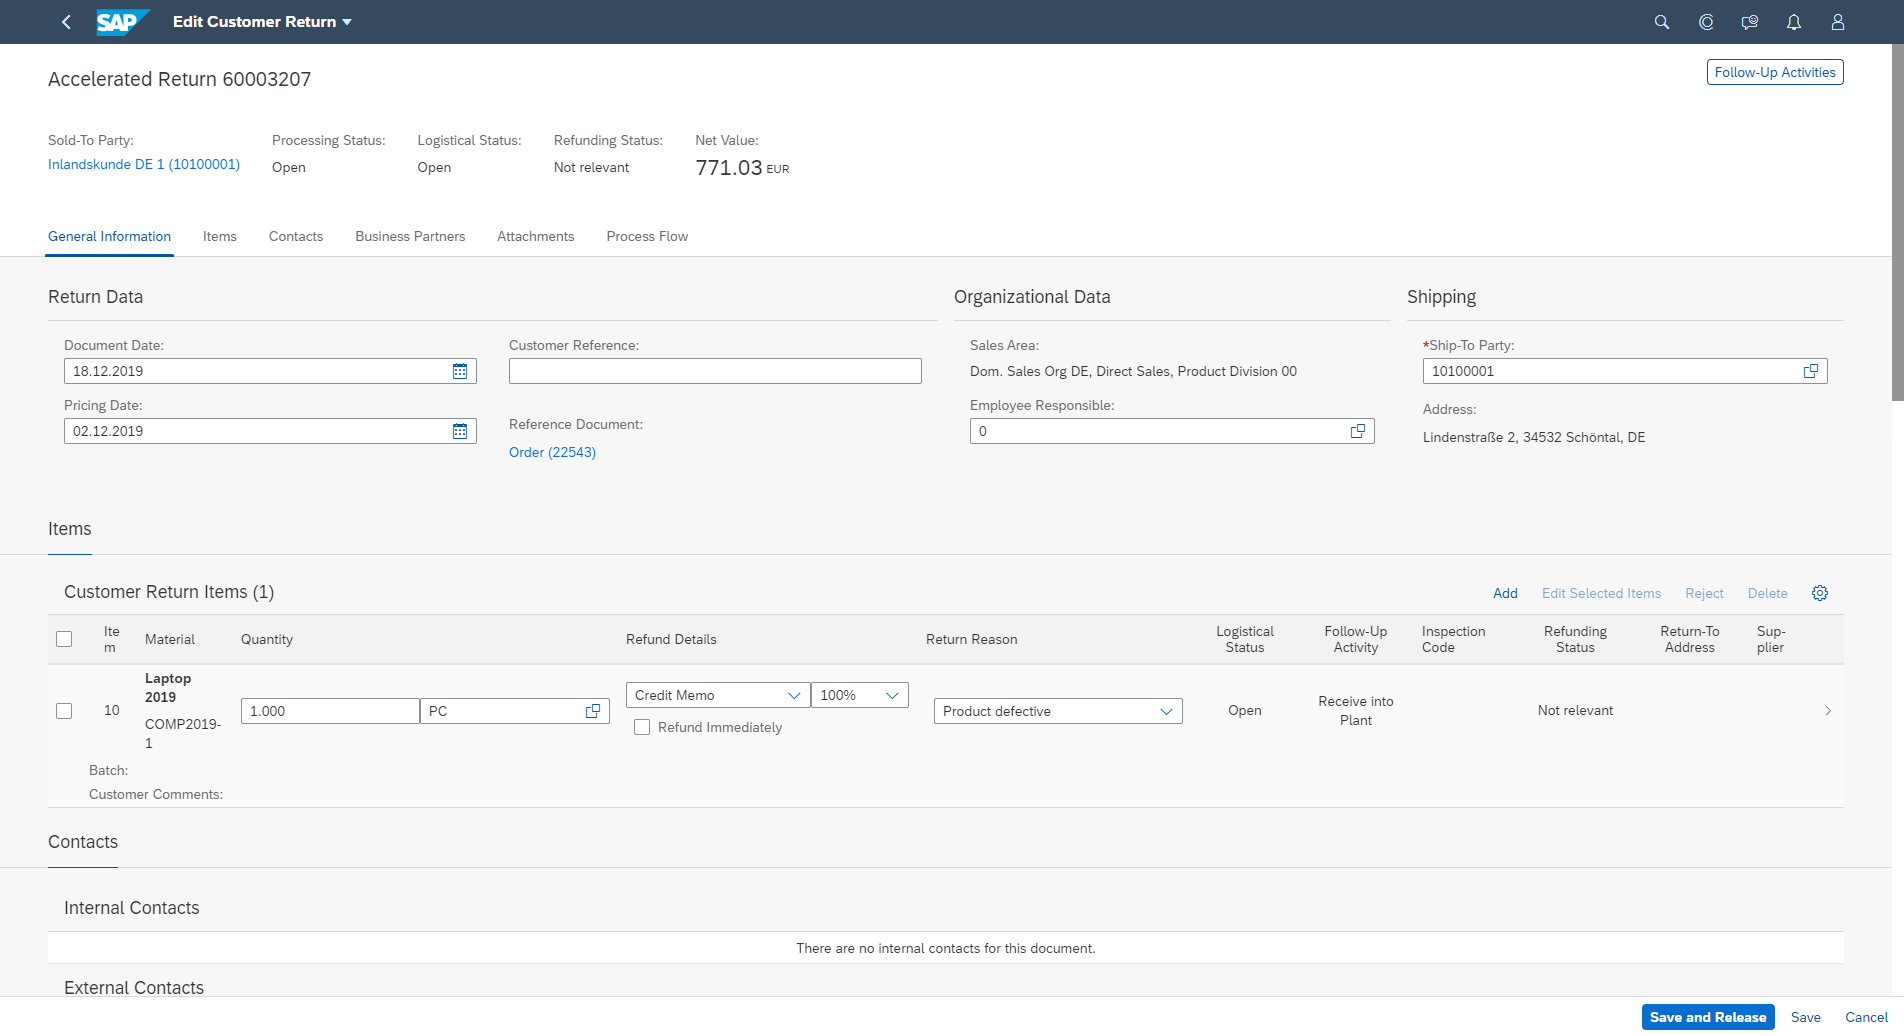 SAP
Edit Customer Return
Accelerated Return 60003207
Follow-Up Activities
Sold-To Party:
Inlandskunde DE 1 (10100001)
Processing Status:
Open
Logistical Status:
Open
Refunding Status:
Not relevant
Net Value:
771.03 EUR
General Information
Items
Contacts
Business Partners
Attachments
Process Flow
Return Data
Document Date:
18.12.2019
Pricing Date:
02.12.2019
Customer Reference:
Reference Document:
Order (22543)
Organizational Data
Sales Area:
Dom. Sales Org DE, Direct Sales, Product Division 00
Employee Responsible:
0
Shipping
*Ship-To Party:
10100001
Address:
Lindenstraße 2, 34532 Schöntal, DE
Items
Customer Return Items (1)
Add
Edit Selected Items
Reject
Delete
Ite
m
Material
Quantity
Refund Details
Return Reason
Logistical
Status
Follow-Up
Activity
Inspection
Code
Refunding
Status
Return-To
Address
Sup-
plier
10
Laptop
2019
COMP2019-
1
1.000
PC
Credit Memo
100%
Refund Immediately
Product defective
Open
Receive into
Plant
Not relevant
Batch:
Customer Comments:
Contacts
Internal Contacts
There are no internal contacts for this document.
External Contacts
Save and Release
Save
Cancel